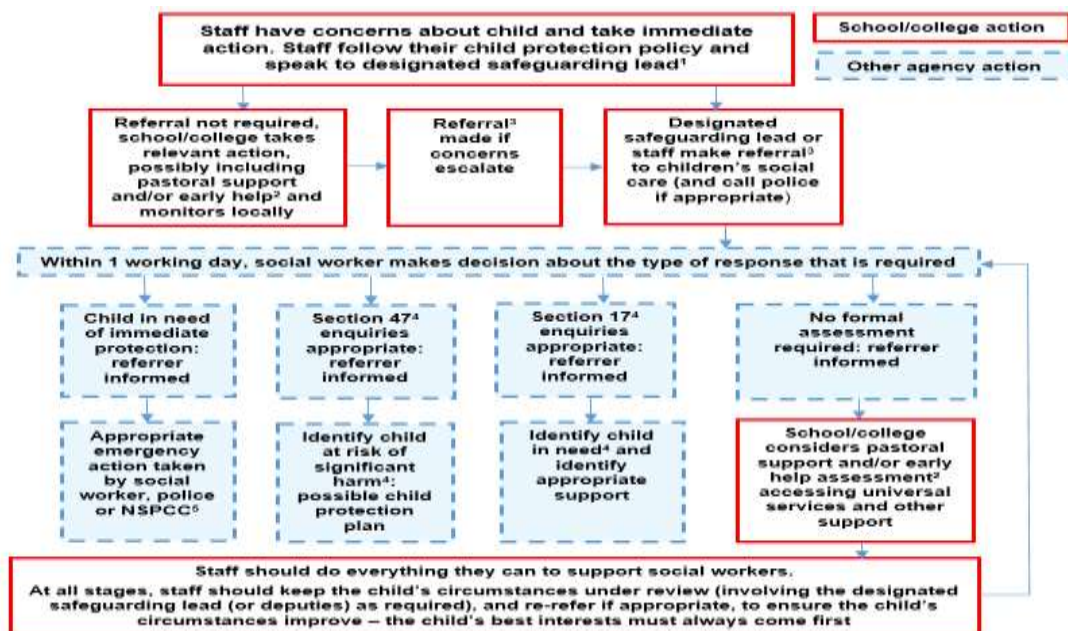 Staff have concerns about child and take immediate
action. Staff follow their child protection policy and
speak to designated safeguarding lead¹
School/college action
Other agency action
Referral not required,
school/college takes
relevant action,
possibly including
pastoral support
and/or early help² and
monitors locally
Referral³
made if
concerns
escalate
Designated
safeguarding lead or
staff make referral³
to children's social
care (and call police
if appropriate)
Within 1 working day, social worker makes decision about the type of response that is required
Child in need
of immediate
protection:
referrer
informed
Section 47⁴
enquiries
appropriate:
referrer
informed
Section 17⁴
enquiries
appropriate:
referrer
informed
No formal
assessment
required: referrer
informed
Appropriate
emergency
action taken
by social
worker, police
or NSPCC⁵
Identify child
at risk of
significant
harm⁴:
possible child
protection
plan
Identify child
in need⁴ and
identify
appropriate
support
School/college
considers pastoral
support and/or early
help assessment²
accessing universal
services and other
support
Staff should do everything they can to support social workers.
At all stages, staff should keep the child's circumstances under review (involving the designated
safeguarding lead (or deputies) as required), and re-refer if appropriate, to ensure the child's
circumstances improve – the child's best interests must always come first